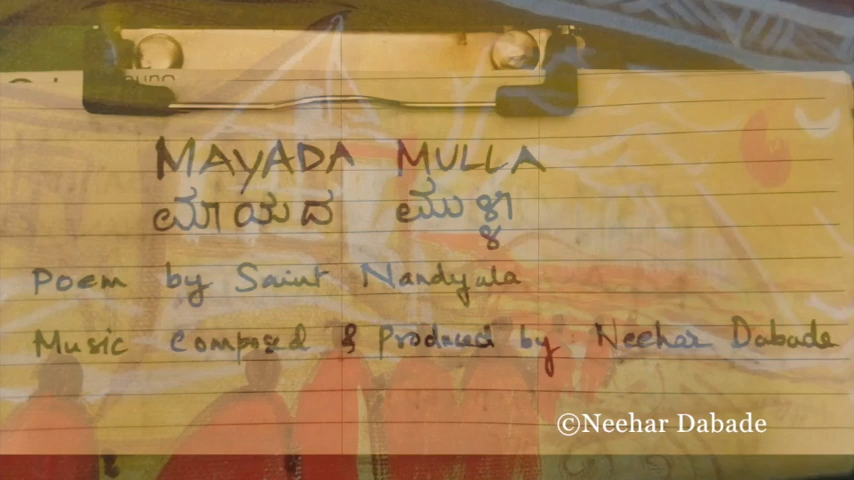 MAYADA MULLA
ಮಾಯದ ಮುಳ್ಳಾ
Poem by Saint Nandyala
Music Composed & Produced by: Neehar Dabade
©Neehar Dabade